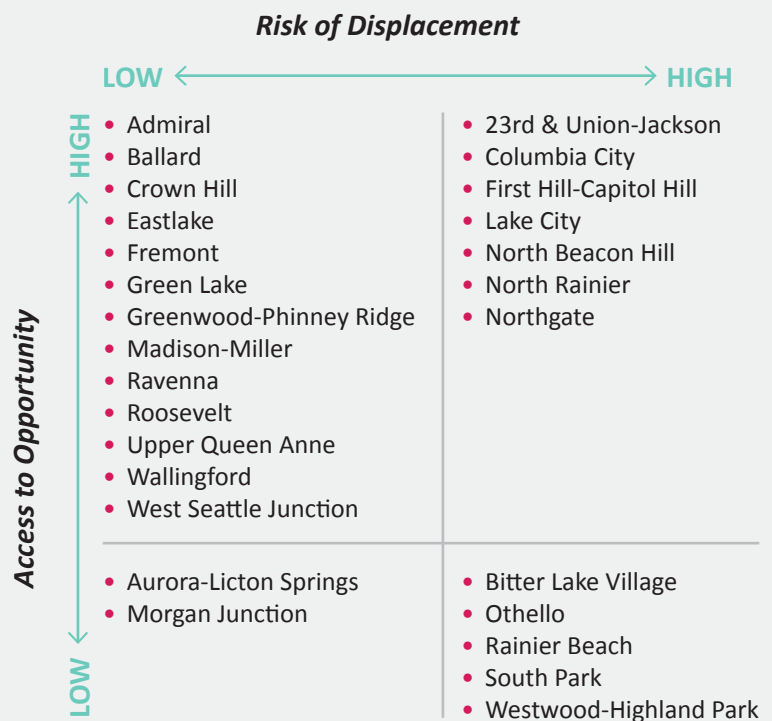 Risk of Displacement
LOW
HIGH
Access to Opportunity
HIGH
LOW
• Admiral
• Ballard
• Crown Hill
• Eastlake
• Fremont
• Green Lake
• Greenwood-Phinney Ridge
• Madison-Miller
• Ravenna
• Roosevelt
• Upper Queen Anne
• Wallingford
• West Seattle Junction
• 23rd & Union-Jackson
• Columbia City
• First Hill-Capitol Hill
• Lake City
• North Beacon Hill
• North Rainier
• Northgate
• Aurora-Licton Springs
• Morgan Junction
• Bitter Lake Village
• Othello
• Rainier Beach
• South Park
• Westwood-Highland Park